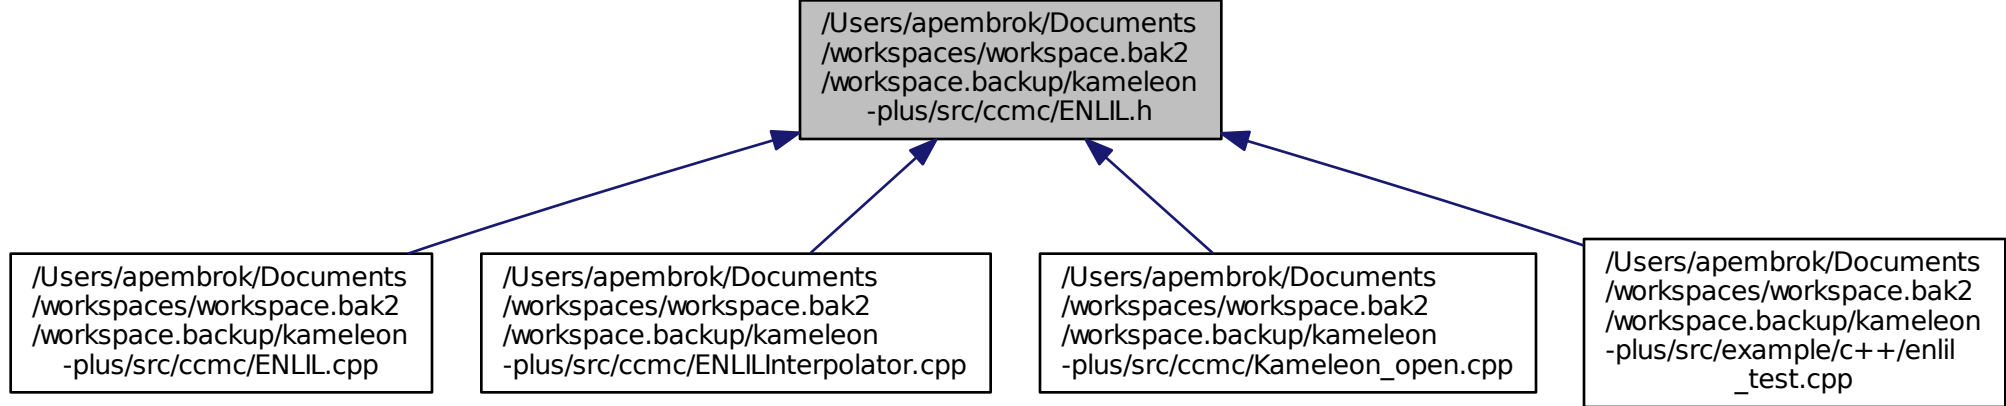 /Users/apembrok/Documents
/workspaces/workspace.bak2
/workspace.backup/kameleon
-plus/src/ccmc/ENLIL.h
/Users/apembrok/Documents
/workspaces/workspace.bak2
/workspace.backup/kameleon
-plus/src/ccmc/ENLIL.cpp
/Users/apembrok/Documents
/workspaces/workspace.bak2
/workspace.backup/kameleon
-plus/src/ccmc/ENLILInterpolator.cpp
/Users/apembrok/Documents
/workspaces/workspace.bak2
/workspace.backup/kameleon
-plus/src/ccmc/Kameleon_open.cpp
/Users/apembrok/Documents
/workspaces/workspace.bak2
/workspace.backup/kameleon
-plus/src/example/c++/enlil
_test.cpp